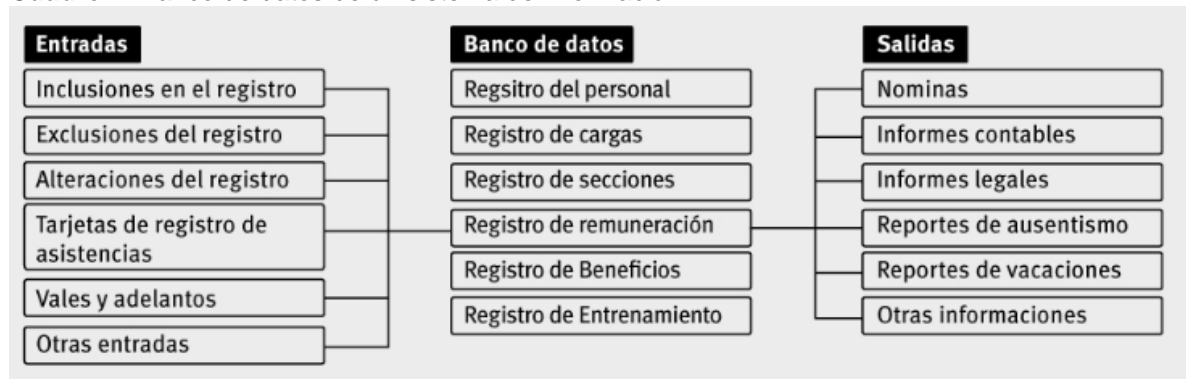 Entradas
Inclusiones en el registro
Exclusiones del registro
Alteraciones del registro
Tarjetas de registro de
asistencias
Vales y adelantos
Otras entradas
Banco de datos
Regsitro del personal
Registro de cargas
Registro de secciones
Registro de remuneración
Registro de Beneficios
Registro de Entrenamiento
Salidas
Nominas
Informes contables
Informes legales
Reportes de ausentismo
Reportes de vacaciones
Otras informaciones